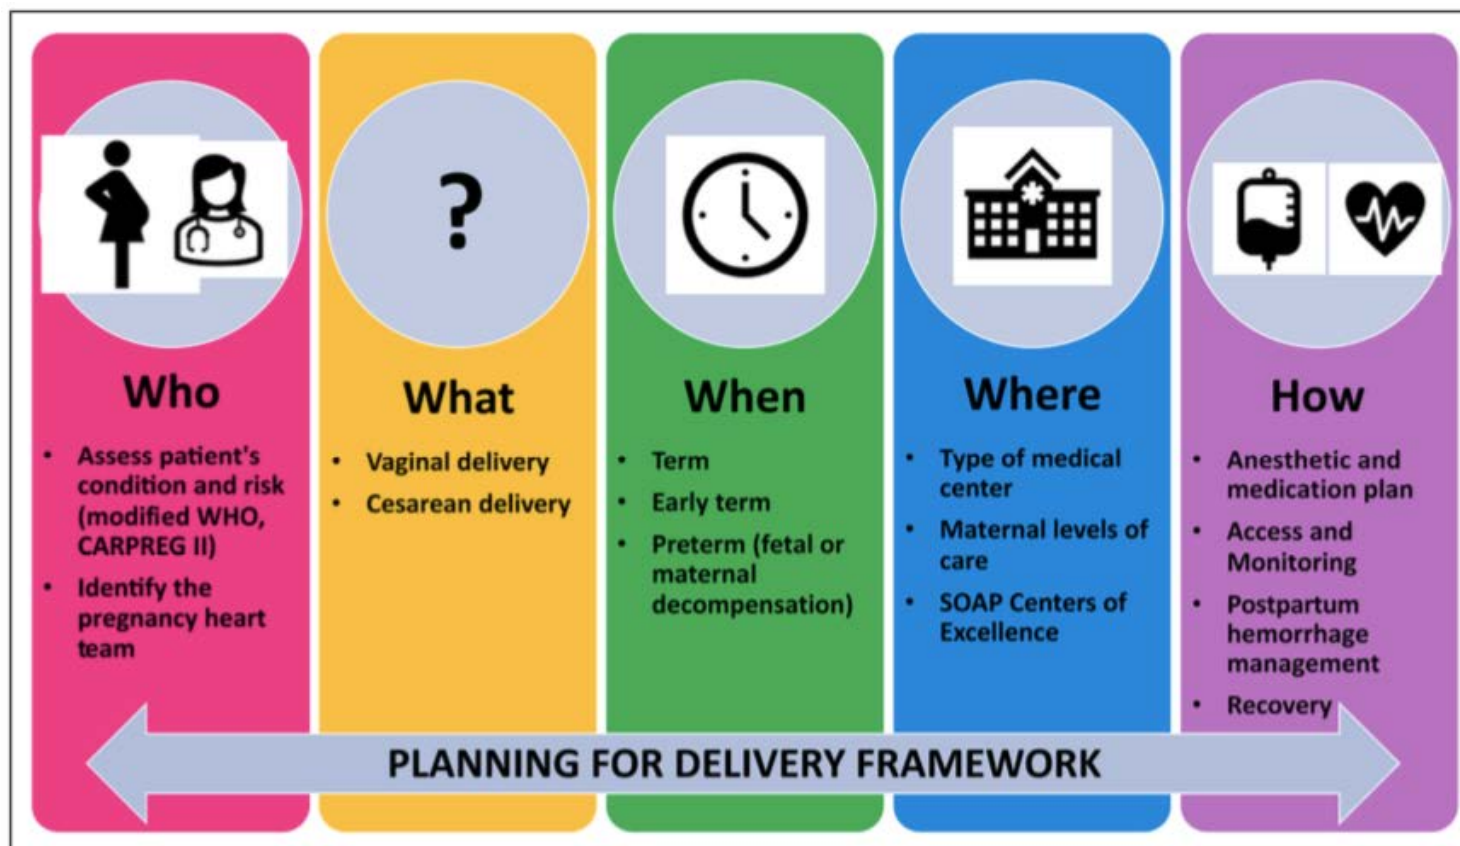 ?
Who
• Assess patient's
condition and risk
(modified WHO,
CARPREG II)
• Identify the
pregnancy heart
team
What
• Vaginal delivery
• Cesarean delivery
When
• Term
• Early term
• Preterm (fetal or
maternal
decompensation)
Where
• Type of medical
center
• Maternal levels of
care
• SOAP Centers of
Excellence
How
• Anesthetic and
medication plan
• Access and
Monitoring
• Postpartum
hemorrhage
management
• Recovery
PLANNING FOR DELIVERY FRAMEWORK